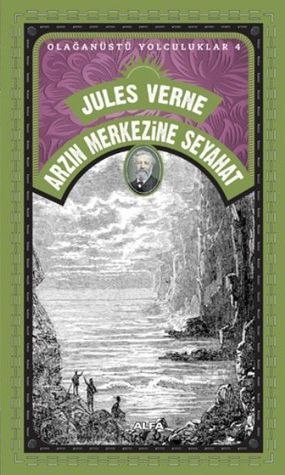 OLAĞANÜSTÜ YOLCULUKLAR 4
JULES VERNE
ARZIN MERKEZİNE SEYAHAT
ALFA